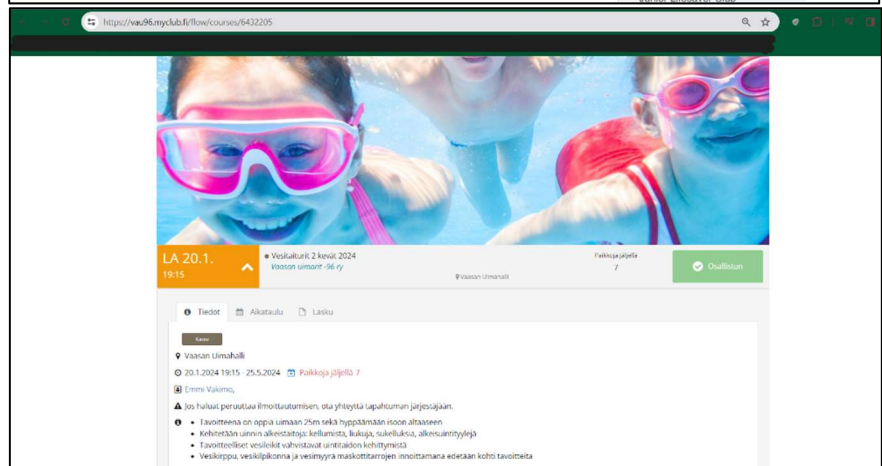 https://vau96.myclub.fi/flow/courses/6432205
LA 20.1.
19:15
Vesitaiturit 2 kevät 2024
Vaasan uimarit -96 ry
Vaasan Uimahalli
Paikkoja jäljellä
7
Osallistun
Tiedot
Aikataulu
Lasku
Vaasan Uimahalli
20.1.2024 19:15 - 25.5.2024 Paikkoja jäljellä 7
Emmi Vakimo,
Jos haluat peruuttaa ilmoittautumisen, ota yhteyttä tapahtuman järjestäjään.
• Tavoitteena on oppia uimaan 25m sekä hyppäämään isoon altaaseen
• Kehitetään uinnin alkeistaitoja: kellumista, liukuja, sukelluksia, alkeisuintityylejä
• Tavoitteelliset vesileikit vahvistavat uintitaidon kehittymistä
• Vesikirppu, vesikilpikonna ja vesimyyrä maskottitarrojen innoittamana edetään kohti tavoitteita